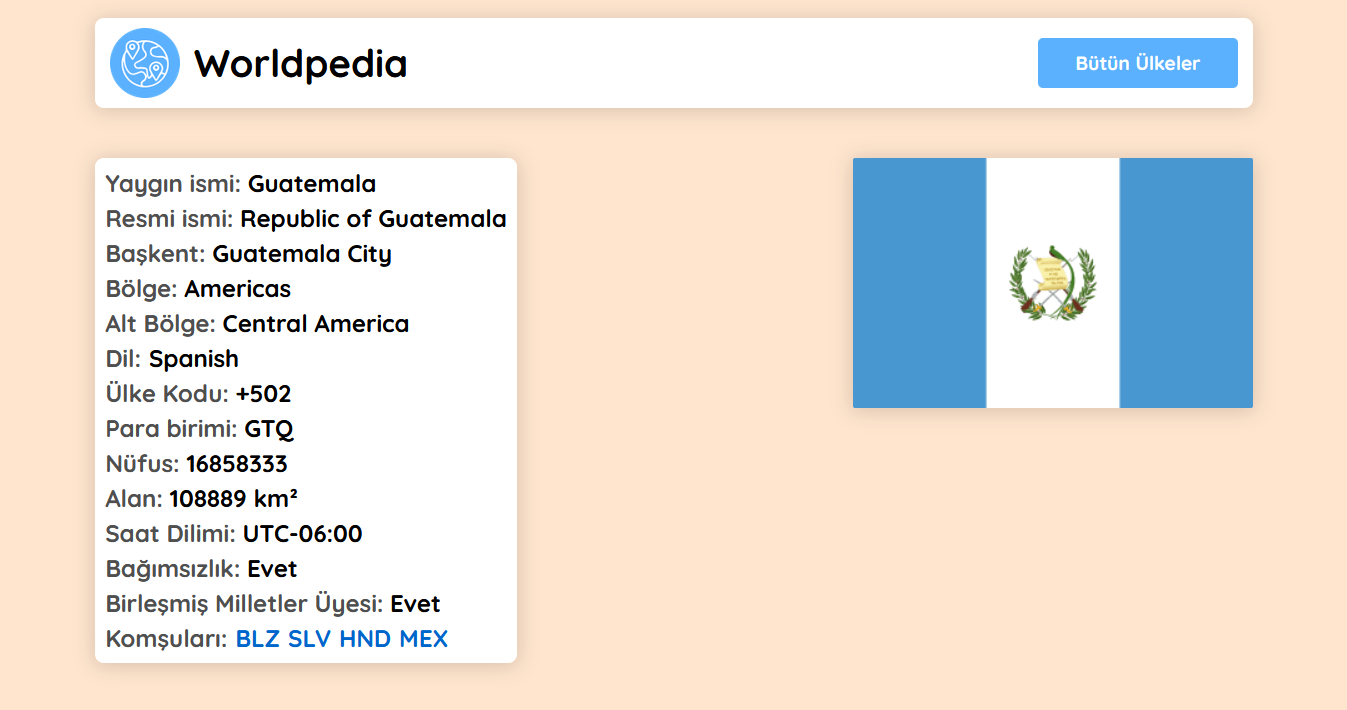 Worldpedia
Bütün Ülkeler
Yaygın ismi: Guatemala
Resmi ismi: Republic of Guatemala
Başkent: Guatemala City
Bölge: Americas
Alt Bölge: Central America
Dil: Spanish
Ülke Kodu: +502
Para birimi: GTQ
Nüfus: 16858333
Alan: 108889 km²
Saat Dilimi: UTC-06:00
Bağımsızlık: Evet
Birleşmiş Milletler Üyesi: Evet
Komşuları: BLZ SLV HND MEX